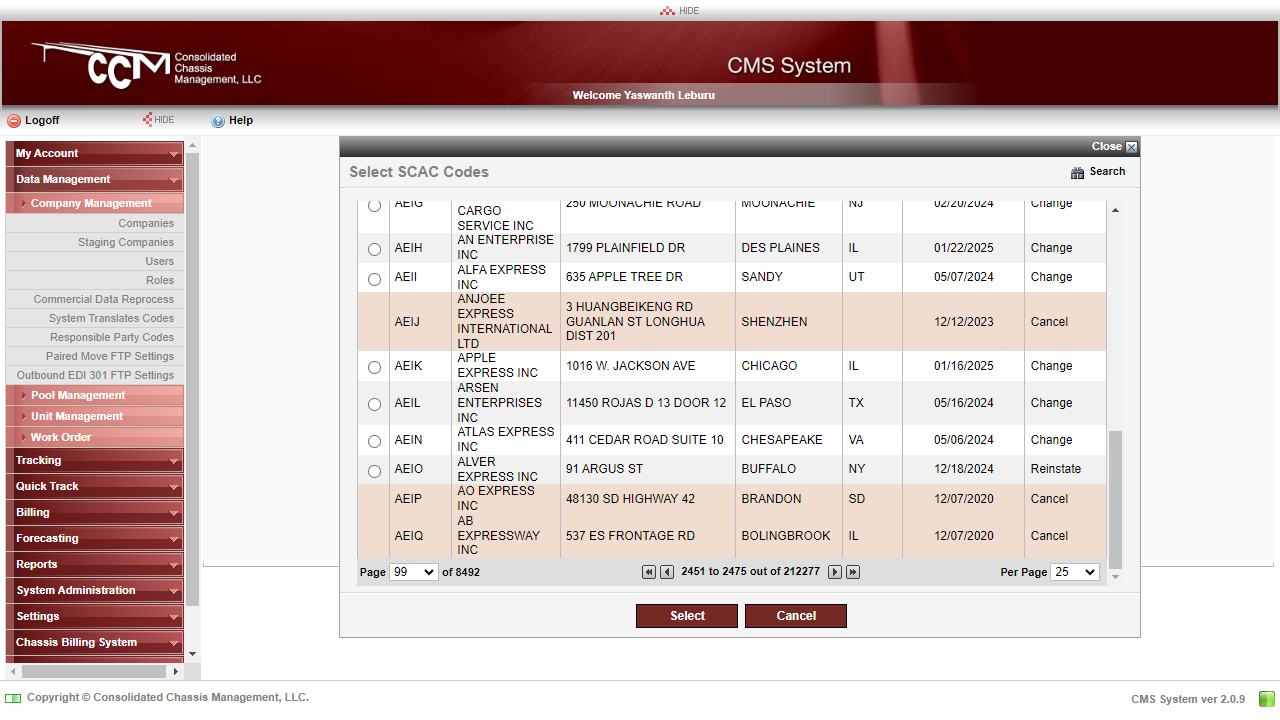 HIDE
CCM Consolidated
Chassis
Management, LLC
CMS System
Welcome Yaswanth Leburu
Logoff
HIDE
Help
My Account
Data Management
Company Management
Companies
Staging Companies
Users
Roles
Commercial Data Reprocess
System Translates Codes
Responsible Party Codes
Paired Move FTP Settings
Outbound EDI 301 FTP Settings
Pool Management
Unit Management
Work Order
Tracking
Quick Track
Billing
Forecasting
Reports
System Administration
Settings
Chassis Billing System
Close
Select SCAC Codes
Search
AEIG CARGO SERVICE INC 250 MOONACHIE ROAD MOONACHIE NJ 02/20/2024 Change
AEIH AN ENTERPRISE INC 1799 PLAINFIELD DR DES PLAINES IL 01/22/2025 Change
AEII ALFA EXPRESS INC 635 APPLE TREE DR SANDY UT 05/07/2024 Change
AEIJ ANJOEE EXPRESS INTERNATIONAL LTD 3 HUANGBEIKENG RD GUANLAN ST LONGHUA DIST 201 SHENZHEN 12/12/2023 Cancel
AEIK APPLE EXPRESS INC 1016 W. JACKSON AVE CHICAGO IL 01/16/2025 Change
AEIL ARSEN ENTERPRISES INC 11450 ROJAS D 13 DOOR 12 EL PASO TX 05/16/2024 Change
AEIN ATLAS EXPRESS INC 411 CEDAR ROAD SUITE 10 CHESAPEAKE VA 05/06/2024 Change
AEIO ALVER EXPRESS INC 91 ARGUS ST BUFFALO NY 12/18/2024 Reinstate
AEIP AO EXPRESS INC 48130 SD HIGHWAY 42 BRANDON SD 12/07/2020 Cancel
AEIQ AB EXPRESSWAY INC 537 ES FRONTAGE RD BOLINGBROOK IL 12/07/2020 Cancel
Page 99 of 8492 2451 to 2475 out of 212277 Per Page 25
Select Cancel
Copyright © Consolidated Chassis Management, LLC.
CMS System ver 2.0.9